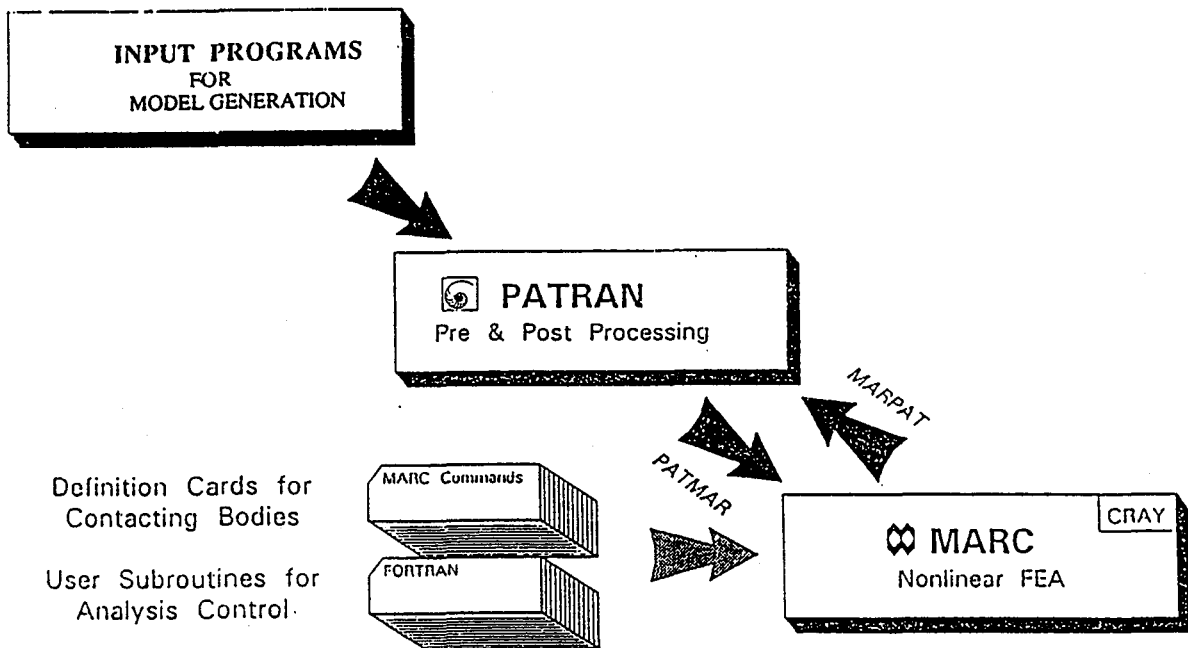 INPUT PROGRAMS
FOR
MODEL GENERATION
PATRAN
Pre & Post Processing
MARPAT
PATMAR
Definition Cards for
Contacting Bodies
MARC Commands
User Subroutines for
Analysis Control
FORTRAN
CRAY
MARC
Nonlinear FEA